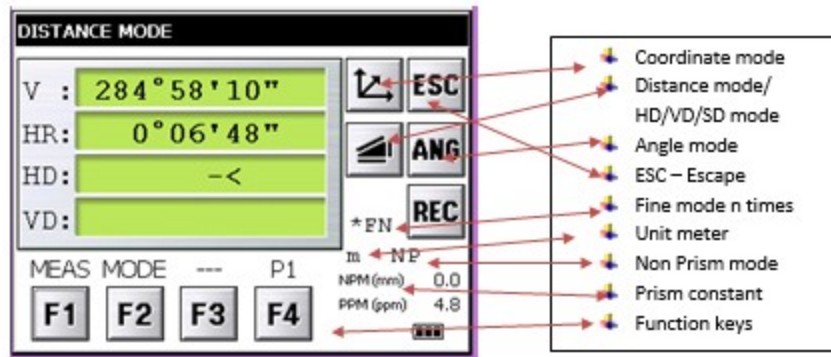 DISTANCE MODE
V : 284°58'10"
HR: 0°06'48"
HD: -<
VD:
ESC
ANG
REC
*FN
m NP
NPM (mm) 0.0
PPM (ppm) 4.8
MEAS MODE --- P1
F1 F2 F3 F4
Coordinate mode
Distance mode/
HD/VD/SD mode
Angle mode
ESC – Escape
Fine mode n times
Unit meter
Non Prism mode
Prism constant
Function keys